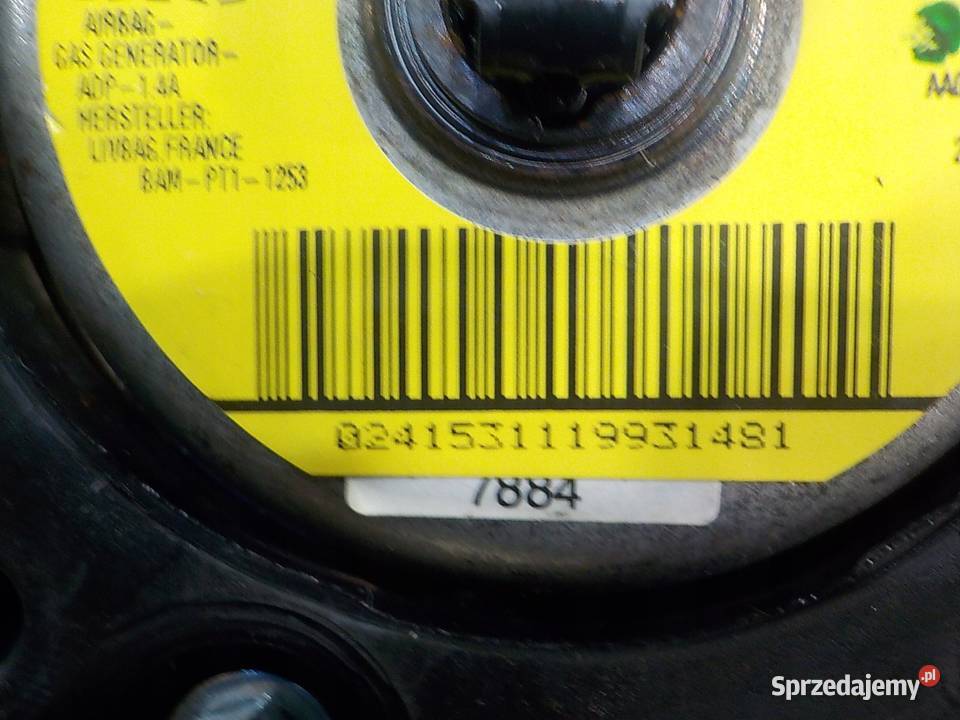 AIRBAG-
GAS GENERATOR-
ADP-1.4A
HERSTELLER:
LIVBAG.FRANCE
BAM-PT1-1253
0241531119931481
7884
Sprzedajemy.pl